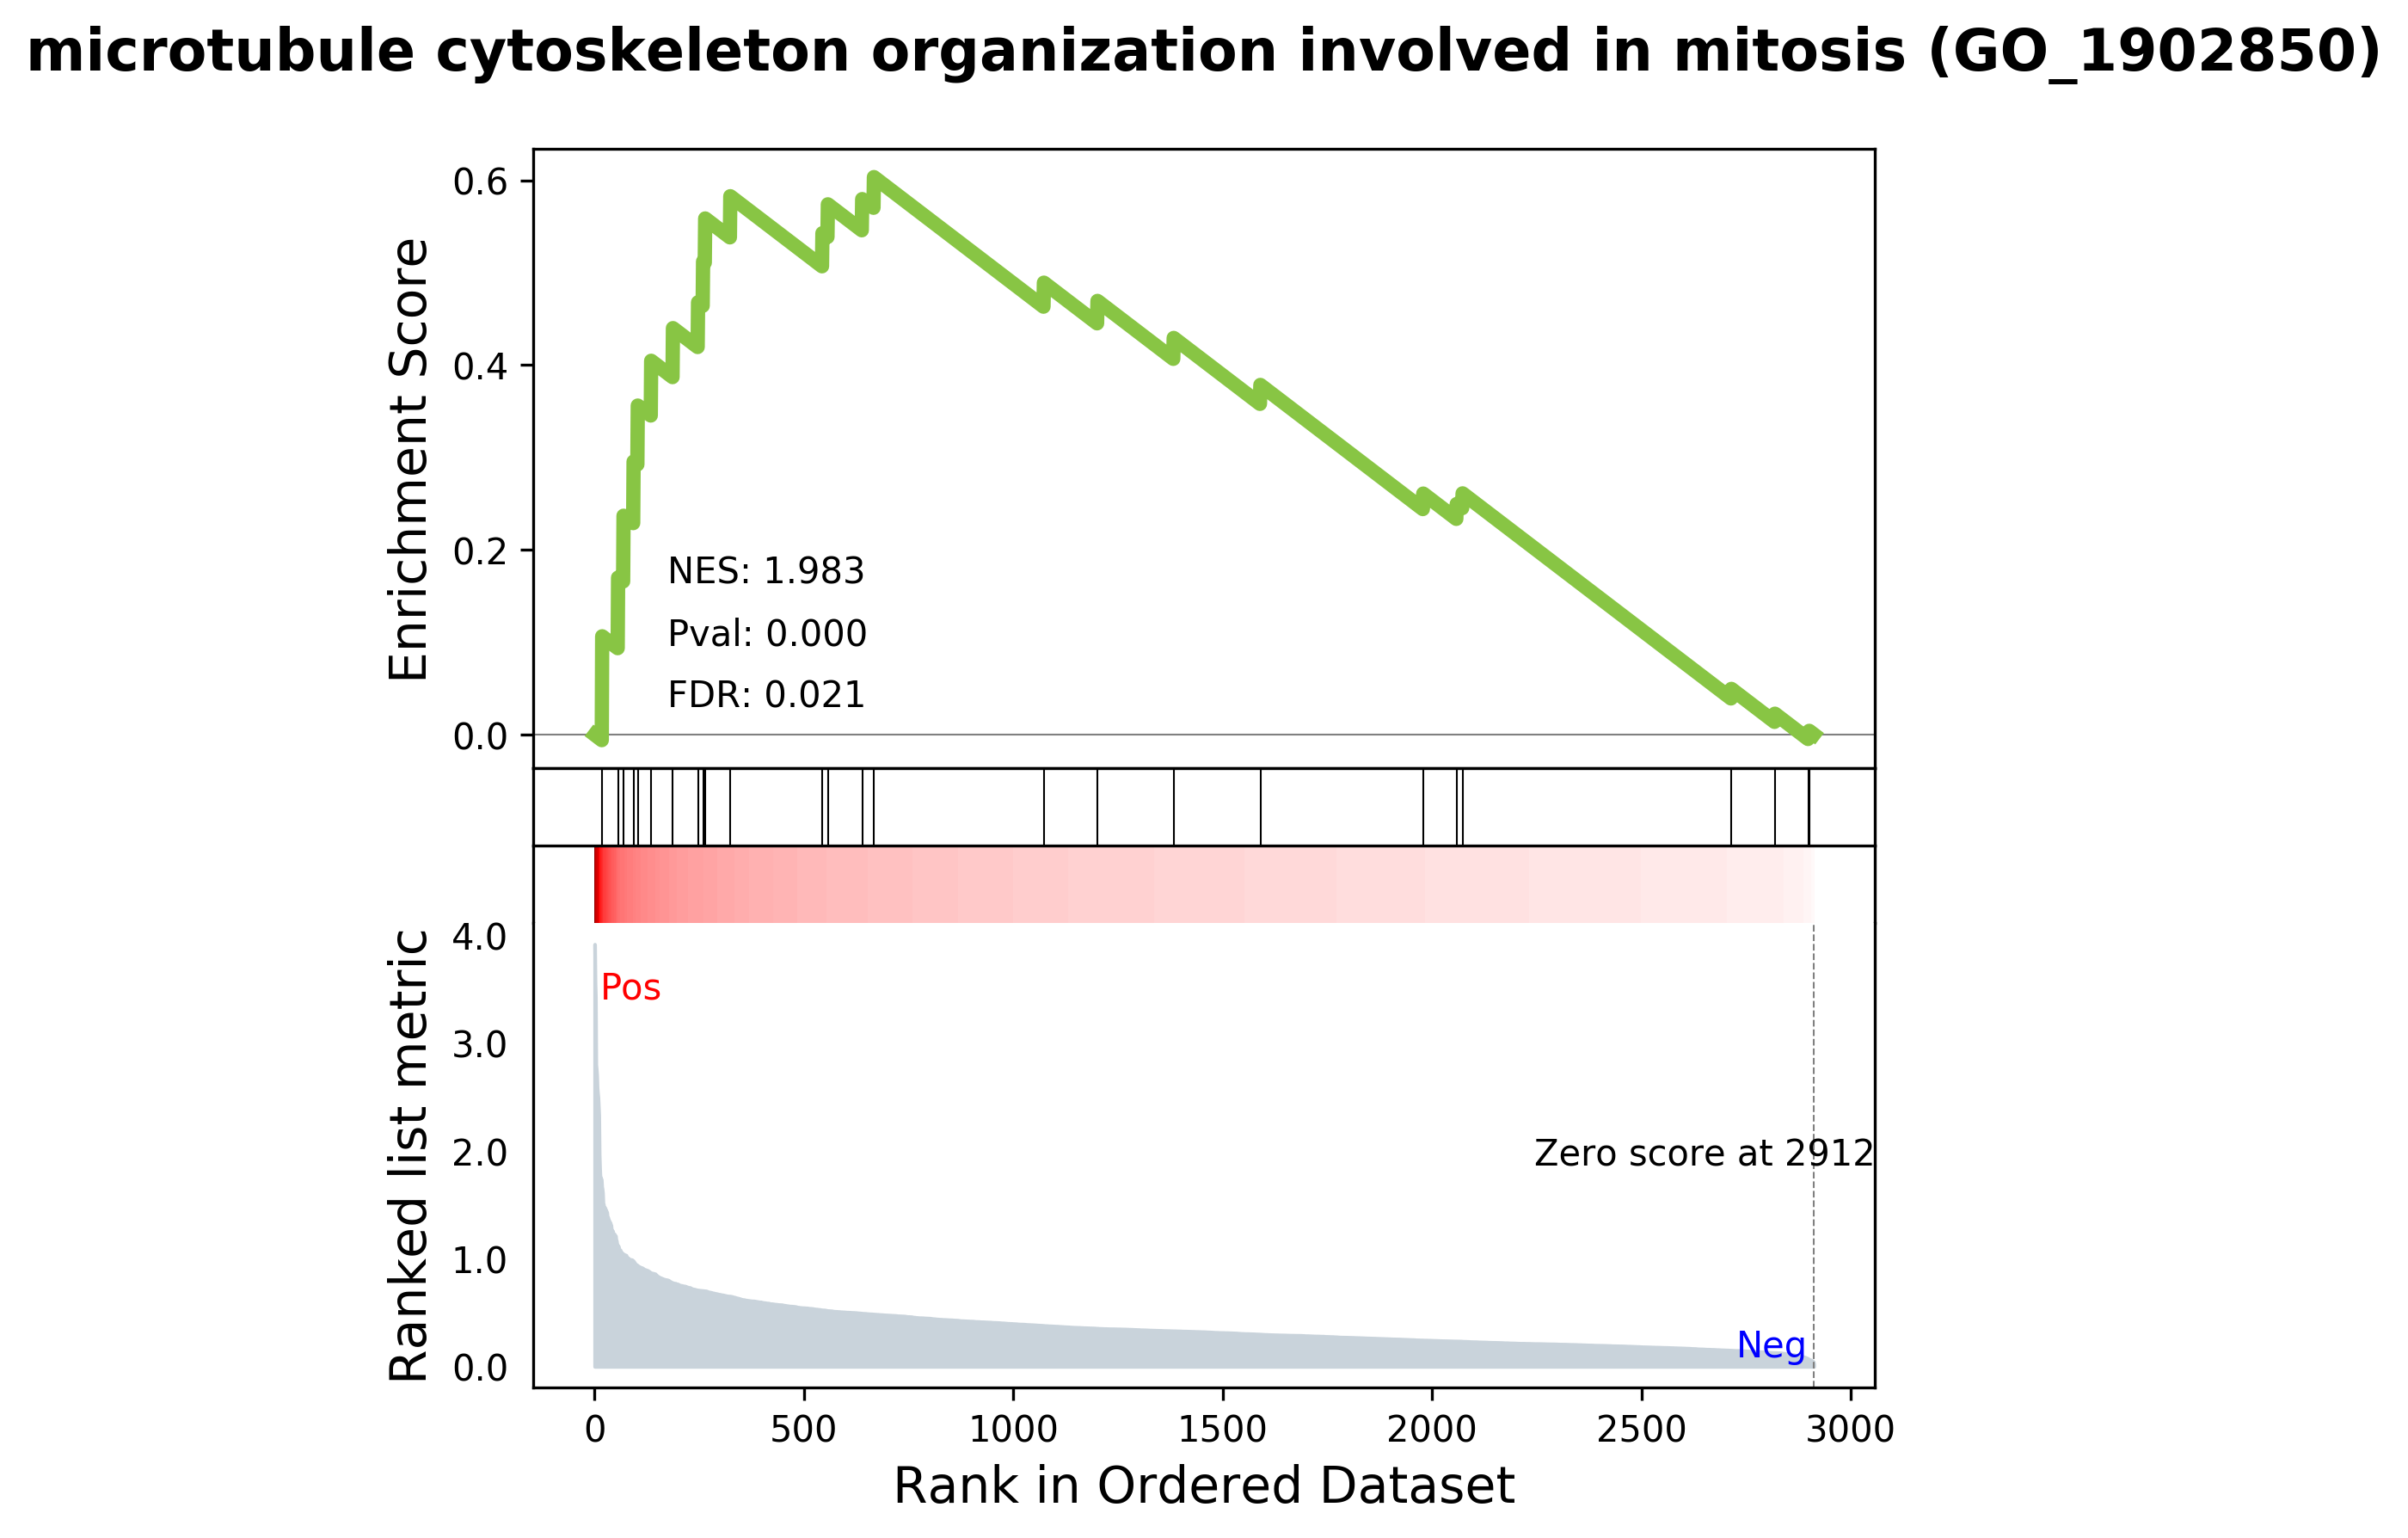 microtubule cytoskeleton organization involved in mitosis (GO_1902850)
Enrichment Score
0.6
0.4
0.2
0.0
NES: 1.983
Pval: 0.000
FDR: 0.021
Ranked list metric
4.0
3.0
2.0
1.0
0.0
Pos
Zero score at 2912
Neg
0 500 1000 1500 2000 2500 3000
Rank in Ordered Dataset